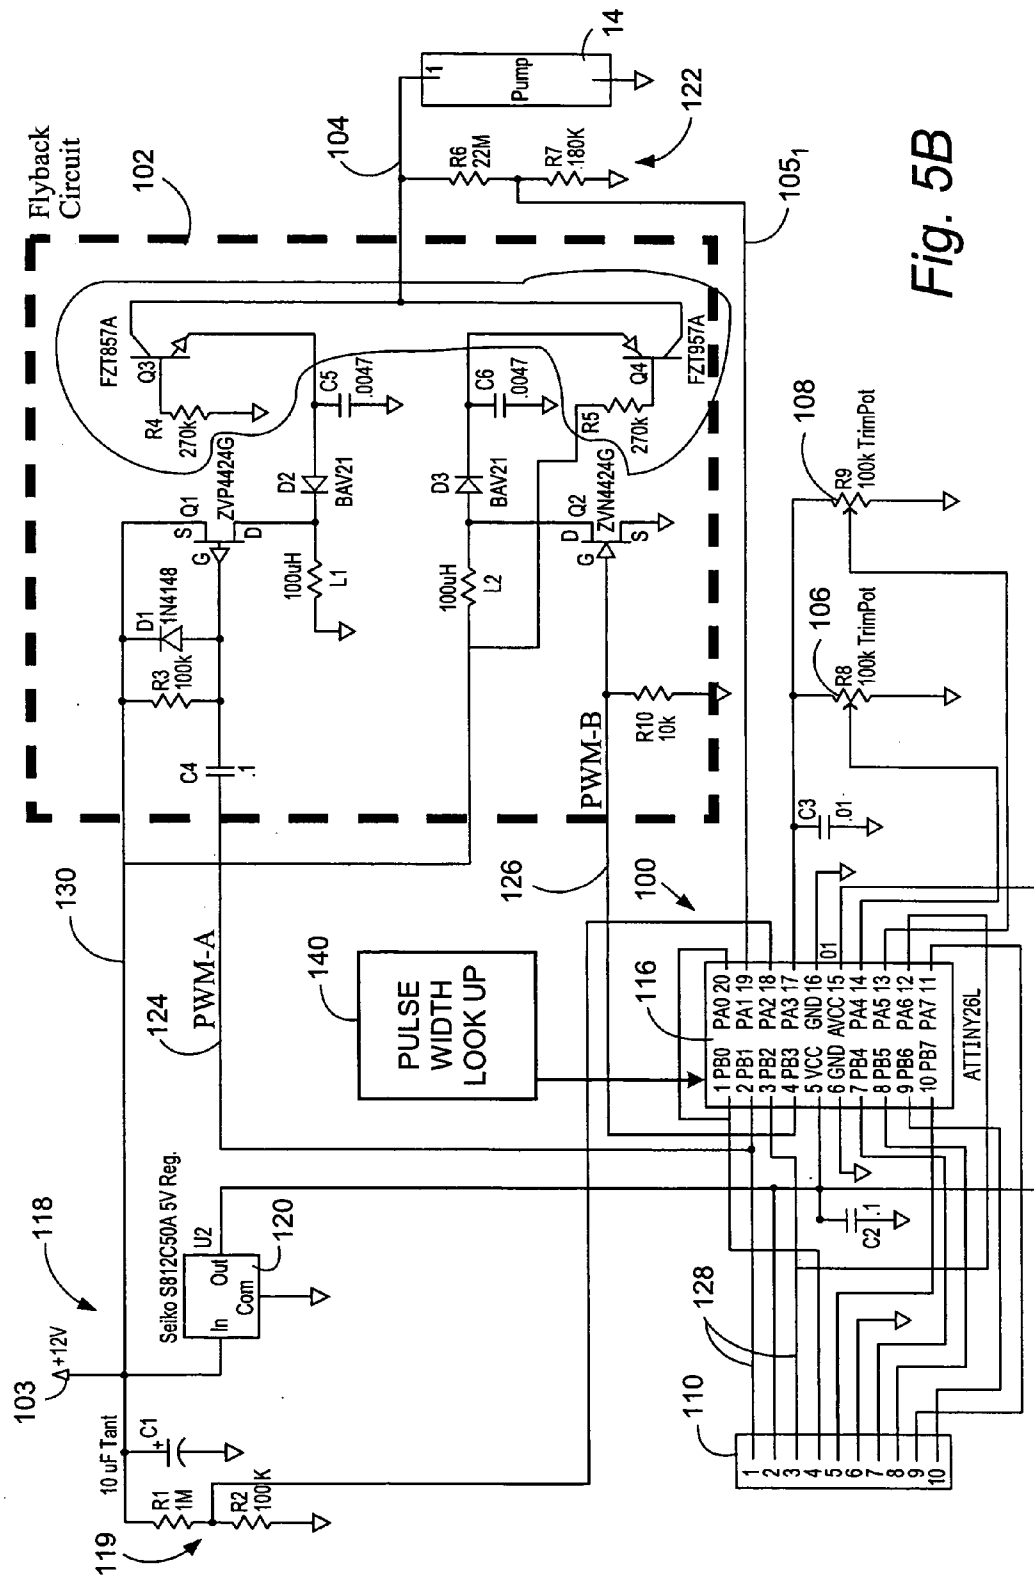 Fig. 5B
Flyback
Circuit
102
104
14
Pump
1
R6
22M
R7
.180K
122
105₁
FZT857A
Q3
R4
270k
FZT957A
Q4
R5
270k
C5
.0047
C6
.0047
D2
BAV21
D3
BAV21
ZVP4424G
Q1
S
G
D
ZVN4424G
Q2
D
G
S
100uH
L1
100uH
L2
D1
1N4148
R3
100k
C4
.1
R10
10k
PWM-A
PWM-B
124
126
130
103
+12V
118
10 uF Tant
+
C1
R1
1M
R2
100 K
119
Seiko S812C50A 5V Reg.
U2
In
Out
Com
120
140
PULSE
WIDTH
LOOK UP
100
116
1 PB0 PA0 20
2 PB1 PA1 19
3 PB2 PA2 18
4 PB3 PA3 17
5 VCC GND 16
6 GND AVCC 15
7 PB4 PA4 14
8 PB5 PA5 13
9 PB6 PA6 12
10 PB7 PA7 11
ATTINY26L
.01
C3
.01
C2
.1
106
R8
100k TrimPot
108
R9
100k TrimPot
128
110
1
2
3
4
5
6
7
8
9
10